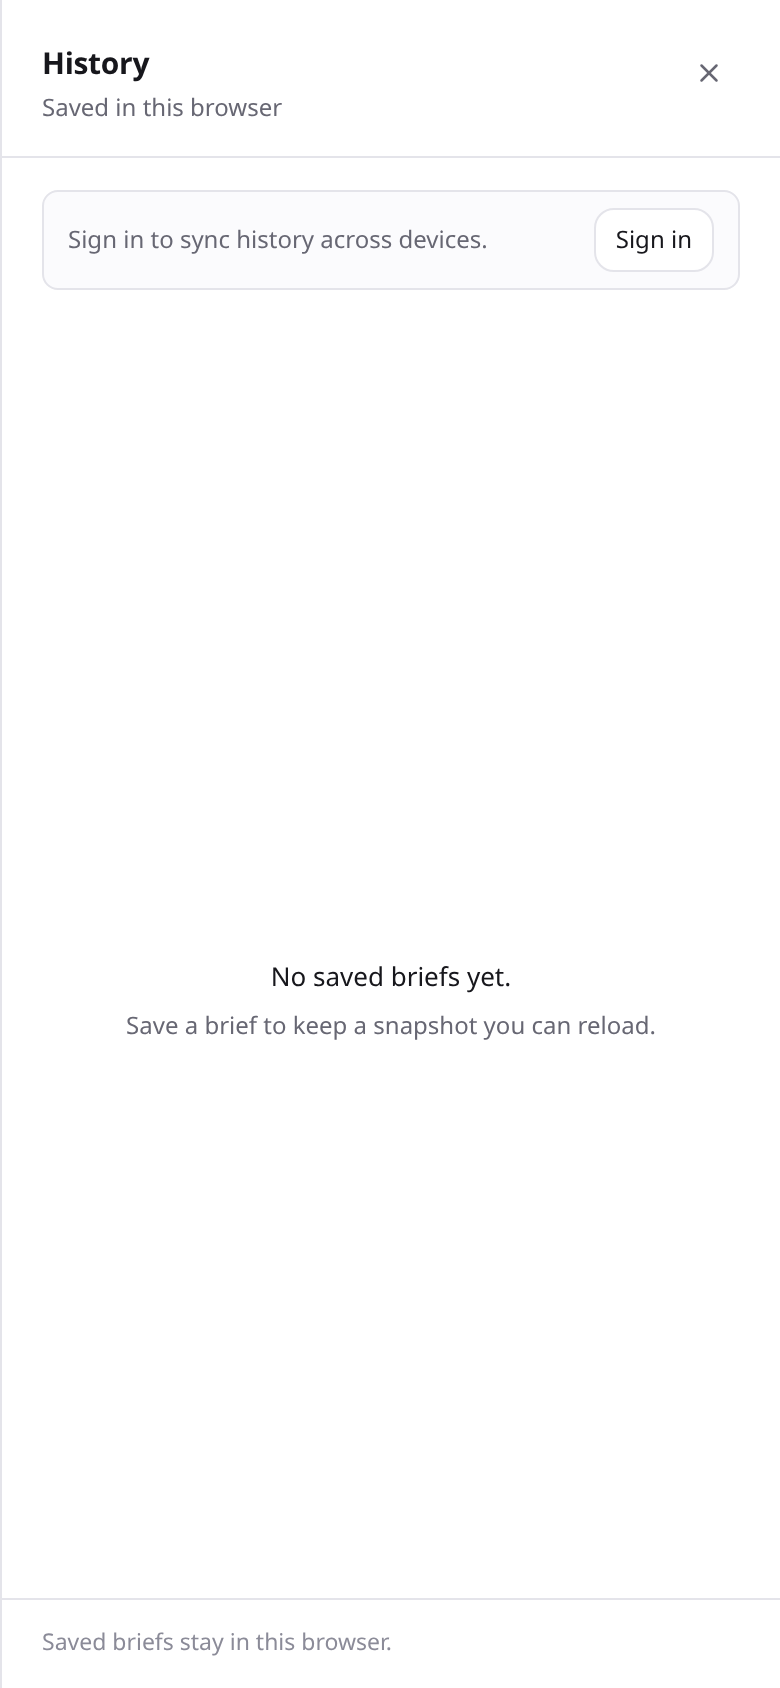 History
Saved in this browser
Sign in to sync history across devices.
Sign in
No saved briefs yet.
Save a brief to keep a snapshot you can reload.
Saved briefs stay in this browser.